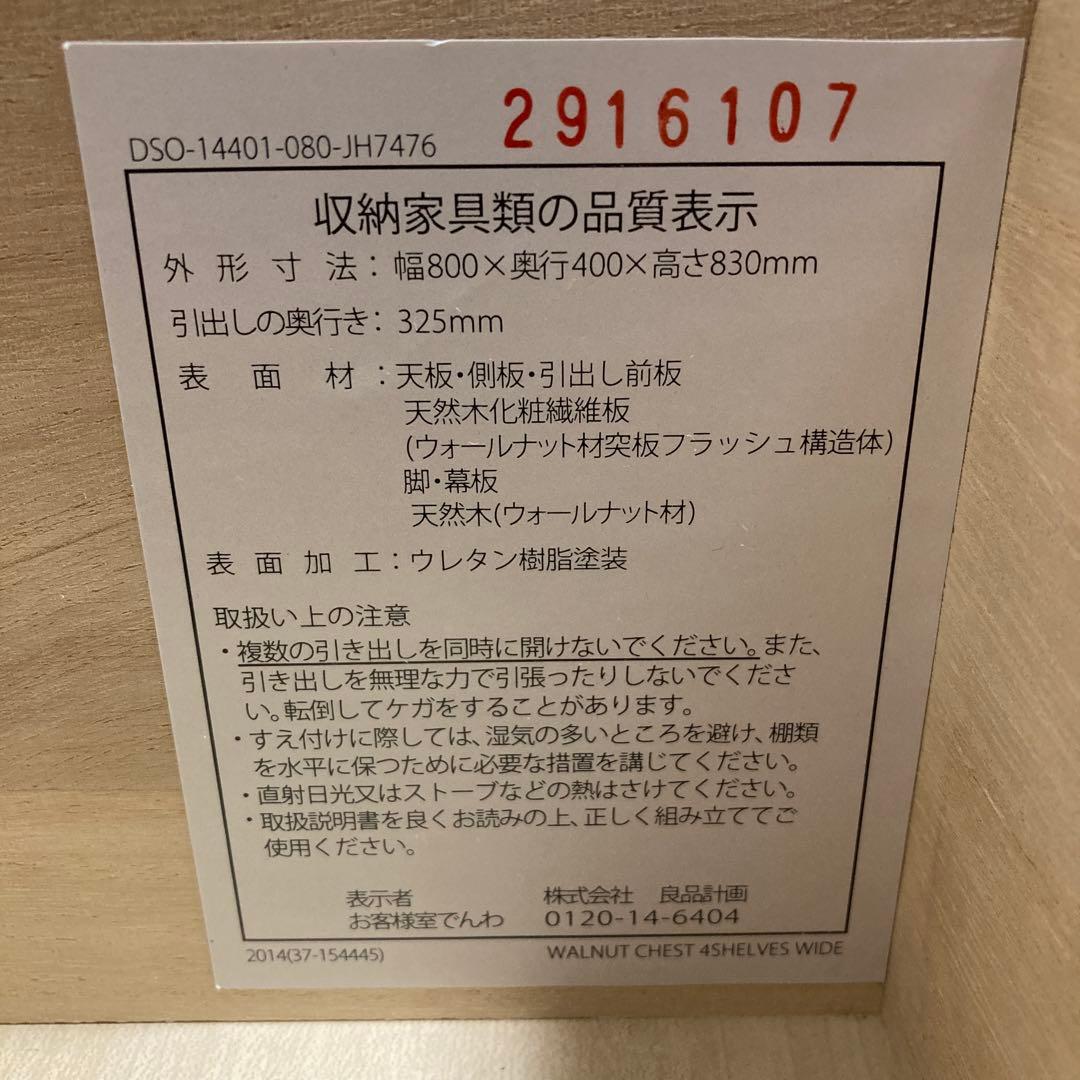 2916107
DSO-14401-080-JH7476
収納家具類の品質表示
外形寸法：幅800×奥行400×高さ830mm
引出しの奥行き：325mm
表面材：天板・側板・引出し前板
天然木化粧繊維板
(ウォールナット材突板フラッシュ構造体)
脚・幕板
天然木(ウォールナット材)
表面加工：ウレタン樹脂塗装
取扱い上の注意
・複数の引き出しを同時に開けないでください。また、
引き出しを無理な力で引張ったりしないでくださ
い。転倒してケガをすることがあります。
・すえ付けに際しては、湿気の多いところを避け、棚類
を水平に保つために必要な措置を講じてください。
・直射日光又はストーブなどの熱はさけてください。
・取扱説明書を良くお読みの上、正しく組み立ててご
使用ください。
表示者 株式会社 良品計画
お客様室でんわ 0120-14-6404
2014(37-154445) WALNUT CHEST 4SHELVES WIDE